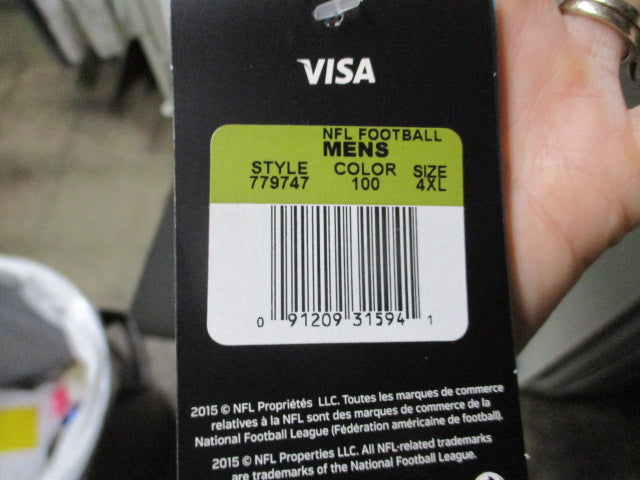 VISA
NFL FOOTBALL
MENS
STYLE COLOR SIZE
779747 100 4XL
0 91209 31594 1
2015 © NFL Propriétés LLC. Toutes les marques de commerce
relatives à la NFL sont des marques de commerce de la
National Football League (Fédération américaine de football).
2015 © NFL Properties LLC. All NFL-related trademarks
are trademarks of the National Football League.